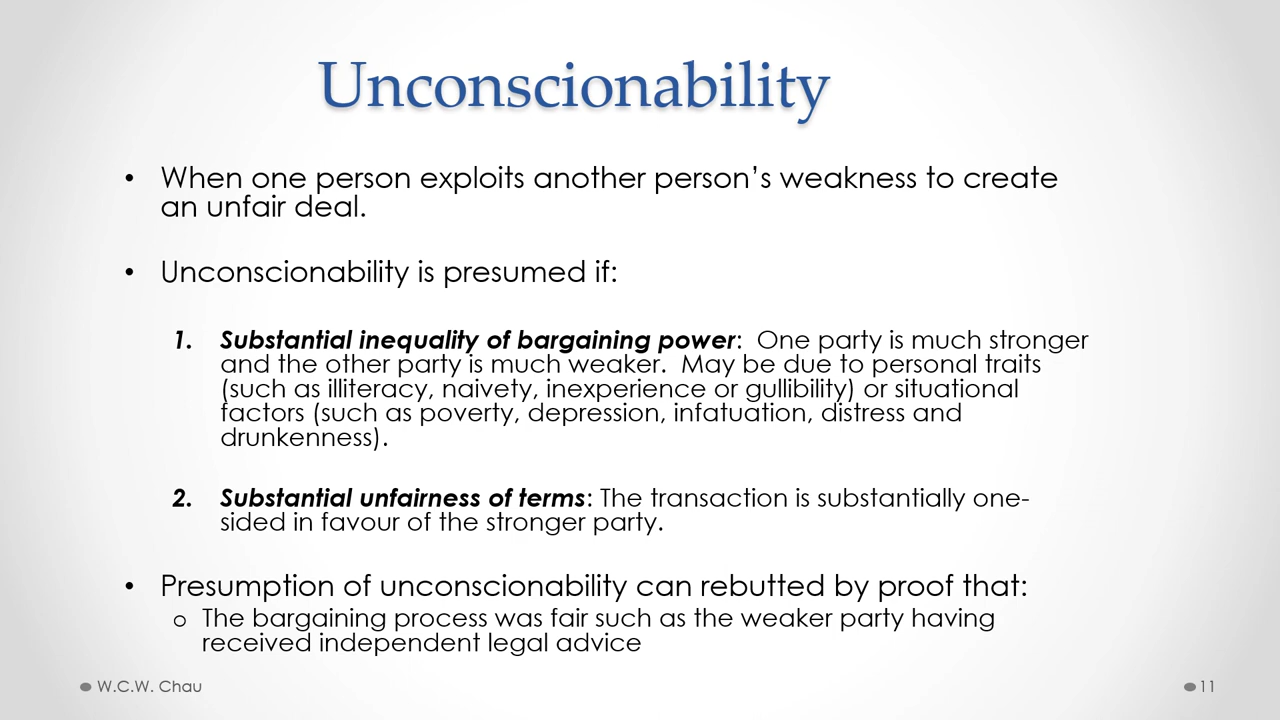 Unconscionability
• When one person exploits another person’s weakness to create
an unfair deal.
• Unconscionability is presumed if:
1. Substantial inequality of bargaining power:  One party is much stronger
and the other party is much weaker.  May be due to personal traits
(such as illiteracy, naivety, inexperience or gullibility) or situational
factors (such as poverty, depression, infatuation, distress and
drunkenness).
2. Substantial unfairness of terms: The transaction is substantially one-
sided in favour of the stronger party.
• Presumption of unconscionability can rebutted by proof that:
o The bargaining process was fair such as the weaker party having
received independent legal advice
W.C.W. Chau
11